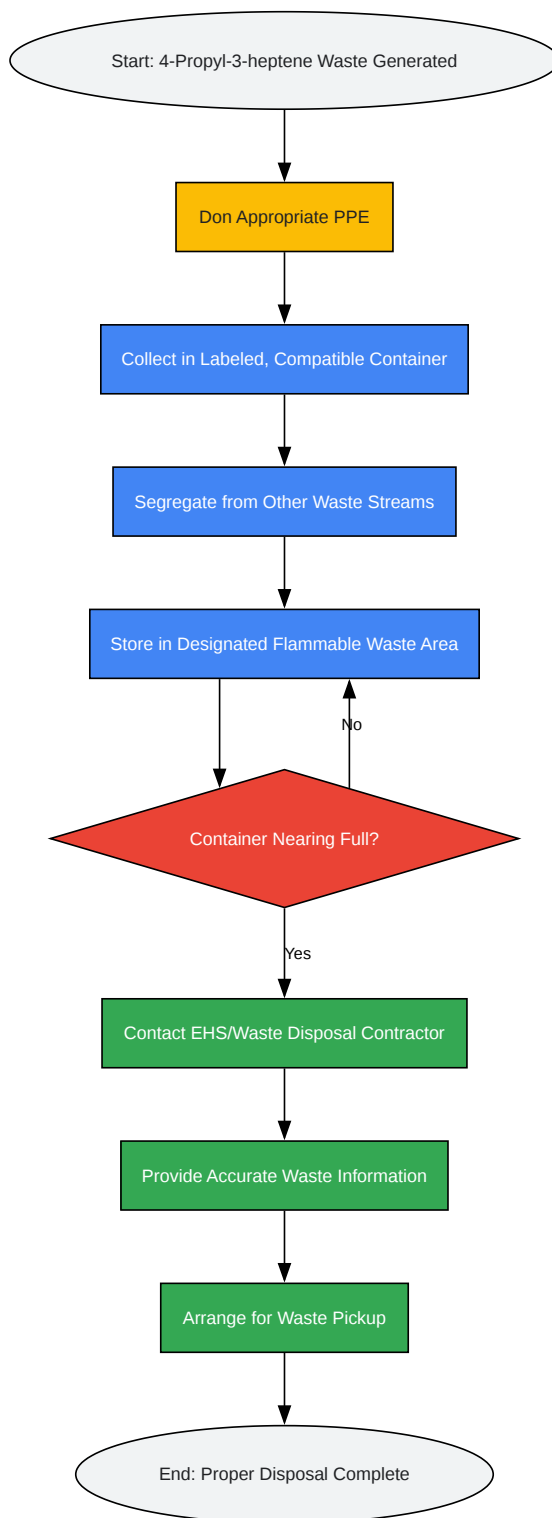 Start: 4-Propyl-3-heptene Waste Generated
Don Appropriate PPE
Collect in Labeled, Compatible Container
Segregate from Other Waste Streams
Store in Designated Flammable Waste Area
No
Container Nearing Full?
Yes
Contact EHS/Waste Disposal Contractor
Provide Accurate Waste Information
Arrange for Waste Pickup
End: Proper Disposal Complete